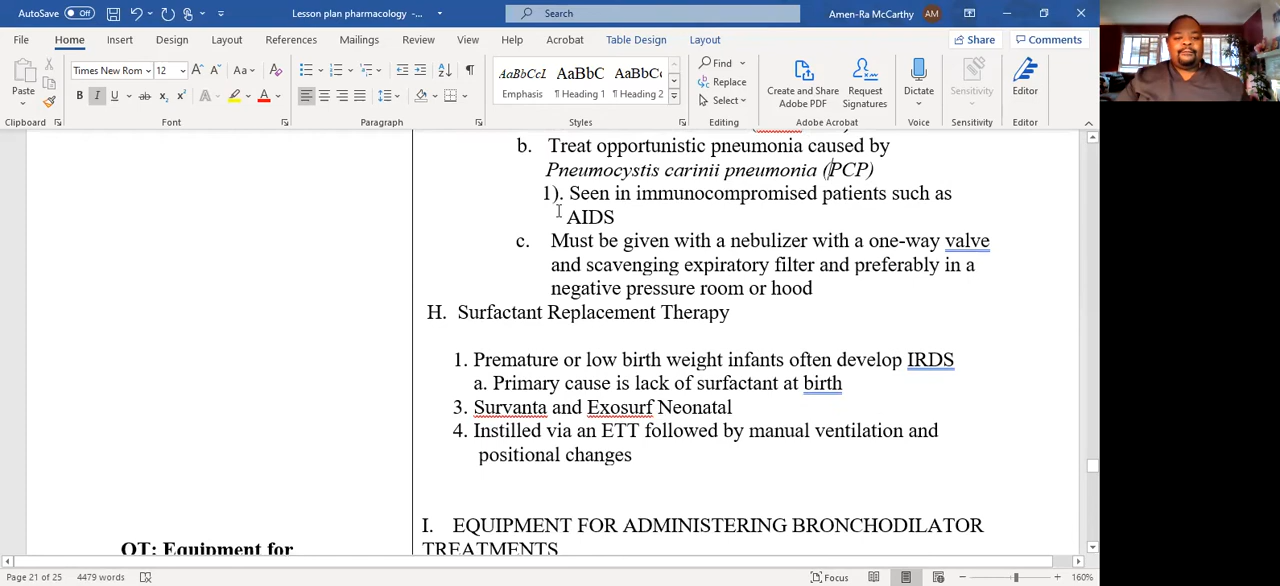 AutoSave Off Lesson plan pharmacology -... Search Amen-Ra McCarthy AM
File Home Insert Design Layout References Mailings Review View Help Acrobat Table Design Layout Share Comments
Paste Times New Rom 12 A A Aa A AaBbCcL AaBbC AaBbCc Find
Replace
Select
B I U ab x₂ x² A A Emphasis ¶ Heading 1 ¶ Heading 2
Create and Share Adobe PDF Request Signatures Dictate Sensitivity Editor
Clipboard Font Paragraph Styles Editing Adobe Acrobat Voice Sensitivity Editor
b. Treat opportunistic pneumonia caused by
Pneumocystis carinii pneumonia (PCP)
1). Seen in immunocompromised patients such as
AIDS
c. Must be given with a nebulizer with a one-way valve
and scavenging expiratory filter and preferably in a
negative pressure room or hood
H. Surfactant Replacement Therapy
1. Premature or low birth weight infants often develop IRDS
a. Primary cause is lack of surfactant at birth
3. Survanta and Exosurf Neonatal
4. Instilled via an ETT followed by manual ventilation and
positional changes
I. EQUIPMENT FOR ADMINISTERING BRONCHODILATOR
TREATMENTS
OT: Equipment for
Page 21 of 25 4479 words Focus 160%